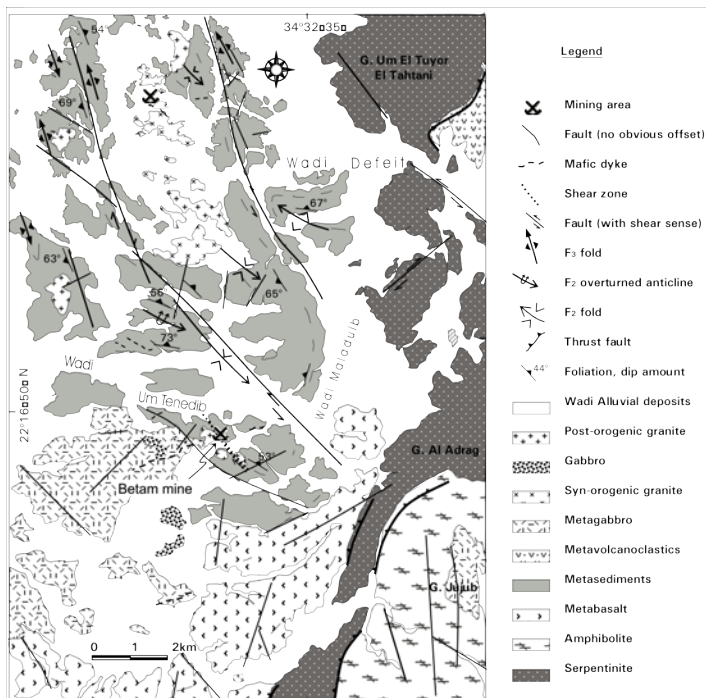 34°32▯35▯
54°
G. Um El Tuyor
El Tahtani
69°
Wadi Defeit
67°
63°
56°
65°
73°
Wadi Maladuib
Wadi
Um Tenedib
22°16▯50▯ N
53°
G. Al Adrag
Betam mine
G. Jujub
0 1 2km
Legend
Mining area
Fault (no obvious offset)
Mafic dyke
Shear zone
Fault (with shear sense)
F3 fold
F2 overturned anticline
F2 fold
Thrust fault
44°
Foliation, dip amount
Wadi Alluvial deposits
Post-orogenic granite
Gabbro
Syn-orogenic granite
Metagabbro
Metavolcanoclastics
Metasediments
Metabasalt
Amphibolite
Serpentinite